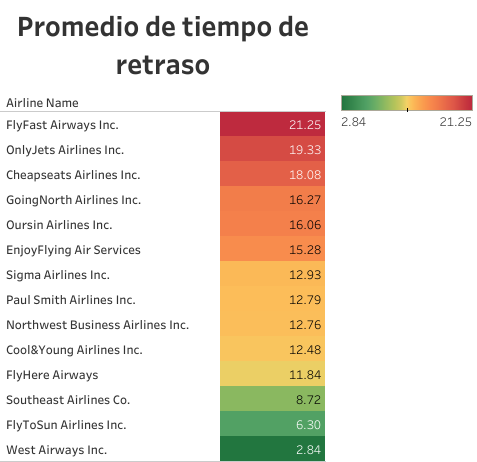 Promedio de tiempo de
retraso
Airline Name
2.84 21.25
FlyFast Airways Inc. 21.25
OnlyJets Airlines Inc. 19.33
Cheapseats Airlines Inc. 18.08
GoingNorth Airlines Inc. 16.27
Oursin Airlines Inc. 16.06
EnjoyFlying Air Services 15.28
Sigma Airlines Inc. 12.93
Paul Smith Airlines Inc. 12.79
Northwest Business Airlines Inc. 12.76
Cool&Young Airlines Inc. 12.48
FlyHere Airways 11.84
Southeast Airlines Co. 8.72
FlyToSun Airlines Inc. 6.30
West Airways Inc. 2.84